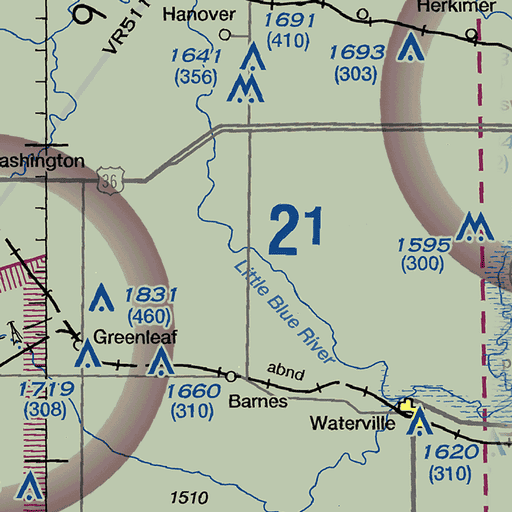 Hanover
1691
(410)
Herkimer
9
VR511
1641
(356)
1693
(303)
ashington
36
21
1595
(300)
Little Blue River
1831
(460)
Greenleaf
abnd
1719
(308)
1660
(310)
Barnes
Waterville
1620
(310)
1510